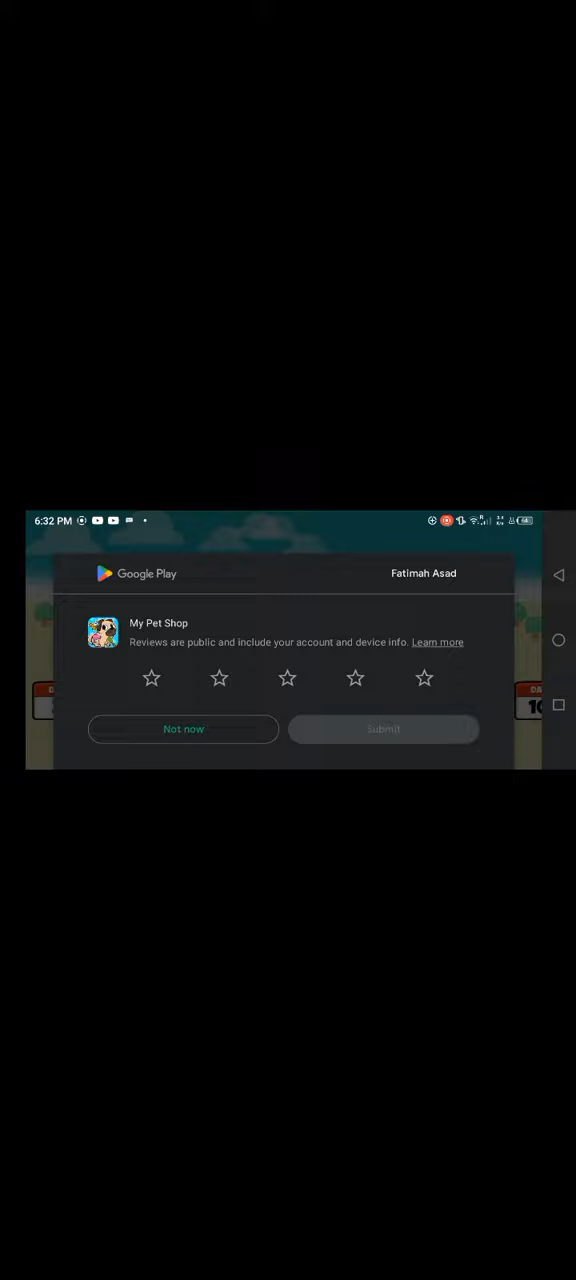 6:32 PM
Google Play
Fatimah Asad
My Pet Shop
Reviews are public and include your account and device info. Learn more
Not now
Submit